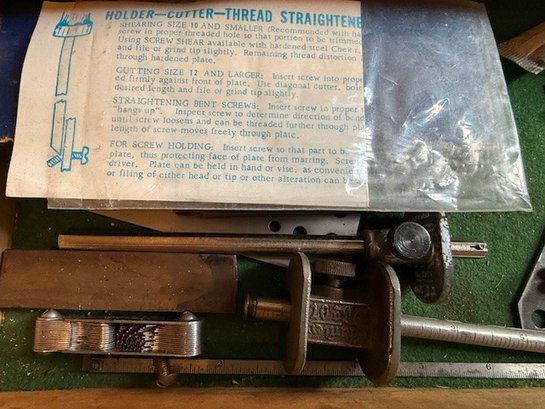 HOLDER—CUTTER—THREAD STRAIGHTENE
SHEARING SIZE 10 AND SMALLER (Recommended with ha
screw in proper threaded hole so that portion to be trimmed
Using SCROW SHEAR available with hardened steel
and file or grind tip slightly. Remaining thread distortion
through hardened plate.
CUTTING SIZE 12 AND LARGER: Insert screw into prope
ed firmly against front of plate. Use diagonal cutter, bolt
desired length and file or grind tip slightly.
STRAIGHTENING BENT SCREWS: Insert screw in proper t
"hangs up". Inspect screw to determine direction of bend
until screw loosens and can be threaded further through pla
length of screw moves freely through plate.
FOR SCREW HOLDING: Insert screw so that part to be
plate, thus protecting face of plate from marring. Scre
driver. Plate can be held in hand or vise, as convenie
or filing of either head or tip or other alteration can be